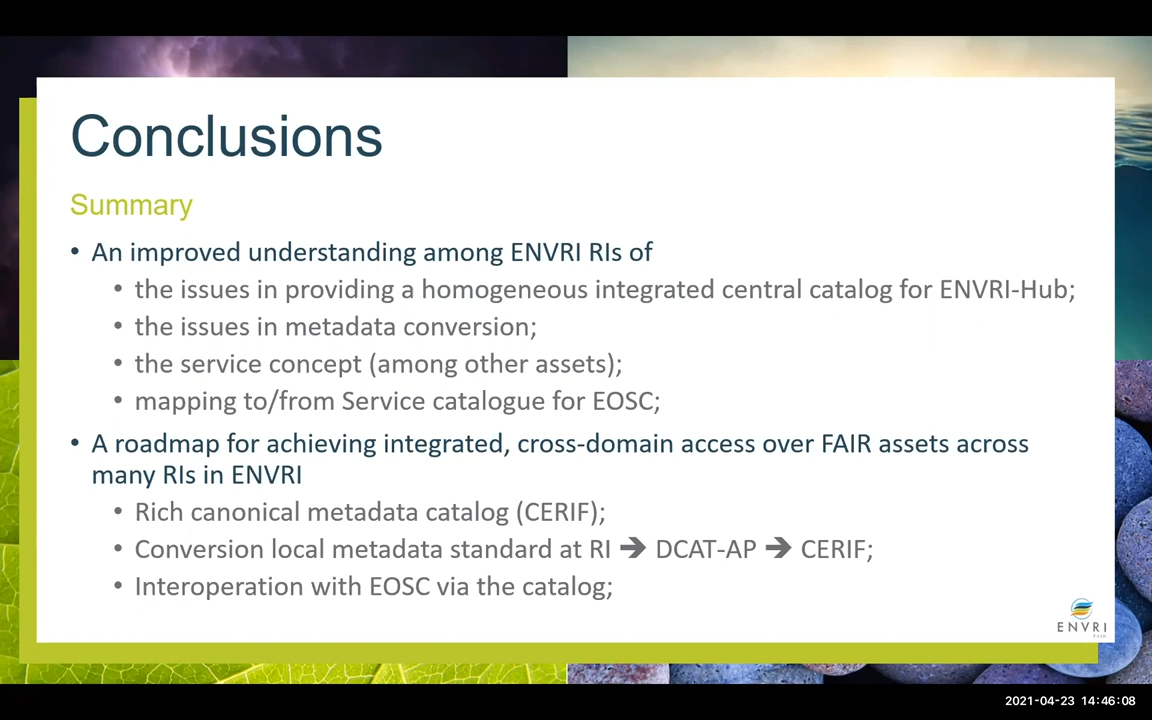 Conclusions
Summary
• An improved understanding among ENVRI RIs of
• the issues in providing a homogeneous integrated central catalog for ENVRI-Hub;
• the issues in metadata conversion;
• the service concept (among other assets);
• mapping to/from Service catalogue for EOSC;
• A roadmap for achieving integrated, cross-domain access over FAIR assets across
many RIs in ENVRI
• Rich canonical metadata catalog (CERIF);
• Conversion local metadata standard at RI ➔ DCAT-AP ➔ CERIF;
• Interoperation with EOSC via the catalog;
ENVRI
FAIR
2021-04-23 14:46:08